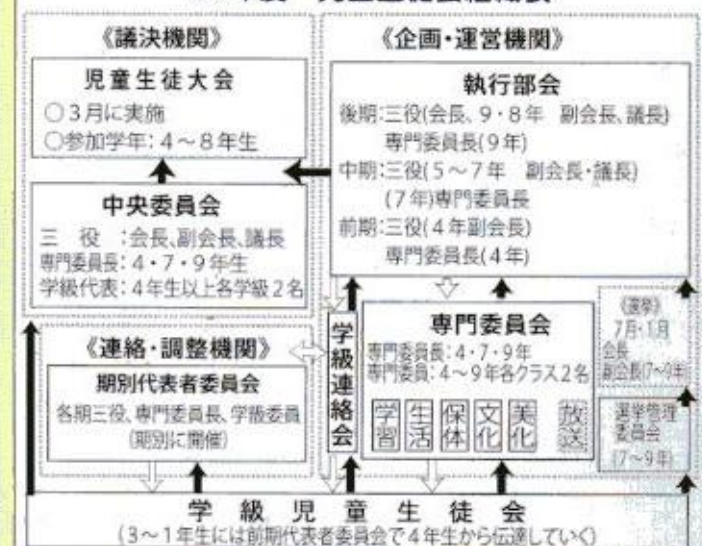 《議決機関》
児童生徒大会
○3月に実施
○参加学年：4～8年生
中央委員会
三　役　：会長、副会長、議長
専門委員長：4・7・9年生
学級代表：4年生以上各学級2名
《連絡・調整機関》
期別代表者委員会
各期三役、専門委員長、学級委員
(期別に開催)
《企画・運営機関》
執行部会
後期：三役(会長、9・8年　副会長、議長)
専門委員長(9年)
中期：三役(5～7年　副会長・議長)
(7年)専門委員長
前期：三役(4年副会長)
専門委員長(4年)
学級連絡会
専門委員会
専門委員長：4・7・9年
専門委員：4～9年各クラス2名
学習
生活
保体
文化
美化
放送
《選挙》
7月・1月
会長
副会長(7～9年)
選挙管理
委員会
(7～9年)
学級児童生徒会
(3～1年生には前期代表者委員会で4年生から伝達していく)